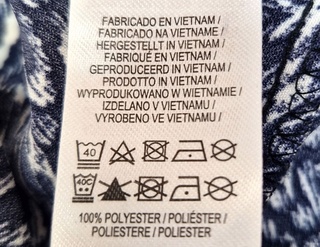 FABRICADO EN VIETNAM /
FABRICADO NA VIETNAME /
HERGESTELLT IN VIETNAM /
FABRIQUÉ EN VIETNAM /
GEPRODUCEERD IN VIETNAM /
PRODOTTO IN VIETNAM /
WYPRODUKOWANO W WIETNAMIE /
IZDELANO V VIETNAMU /
VYROBENO VE VIETNAMU /
40
40C
100% POLYESTER / POLIÉSTER /
POLIESTERE / POLIESTER